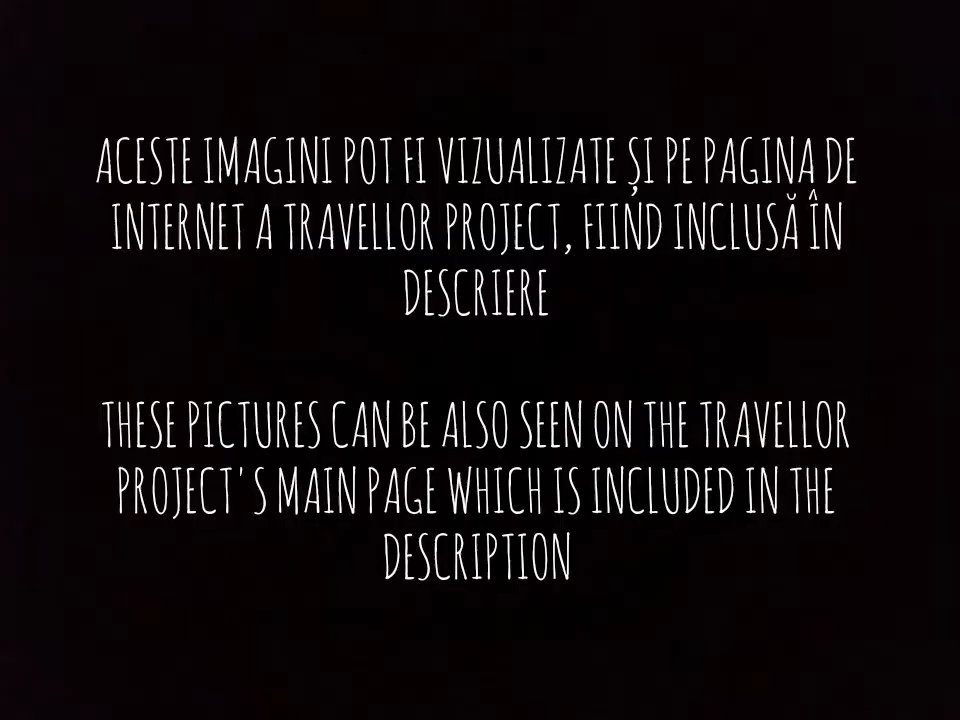 ACESTE IMAGINI POT FI VIZUALIZATE ȘI PE PAGINA DE
INTERNET A TRAVELLOR PROJECT, FIIND INCLUSĂ ÎN
DESCRIERE
THESE PICTURES CAN BE ALSO SEEN ON THE TRAVELLOR
PROJECT'S MAIN PAGE WHICH IS INCLUDED IN THE
DESCRIPTION